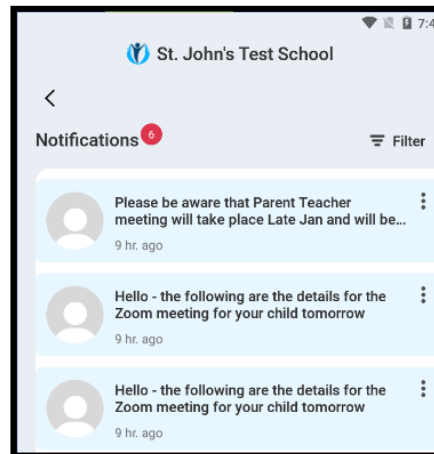 7:4
St. John's Test School
Notifications 6
Filter
Please be aware that Parent Teacher
meeting will take place Late Jan and will be...
9 hr. ago
Hello - the following are the details for the
Zoom meeting for your child tomorrow
9 hr. ago
Hello - the following are the details for the
Zoom meeting for your child tomorrow
9 hr. ago